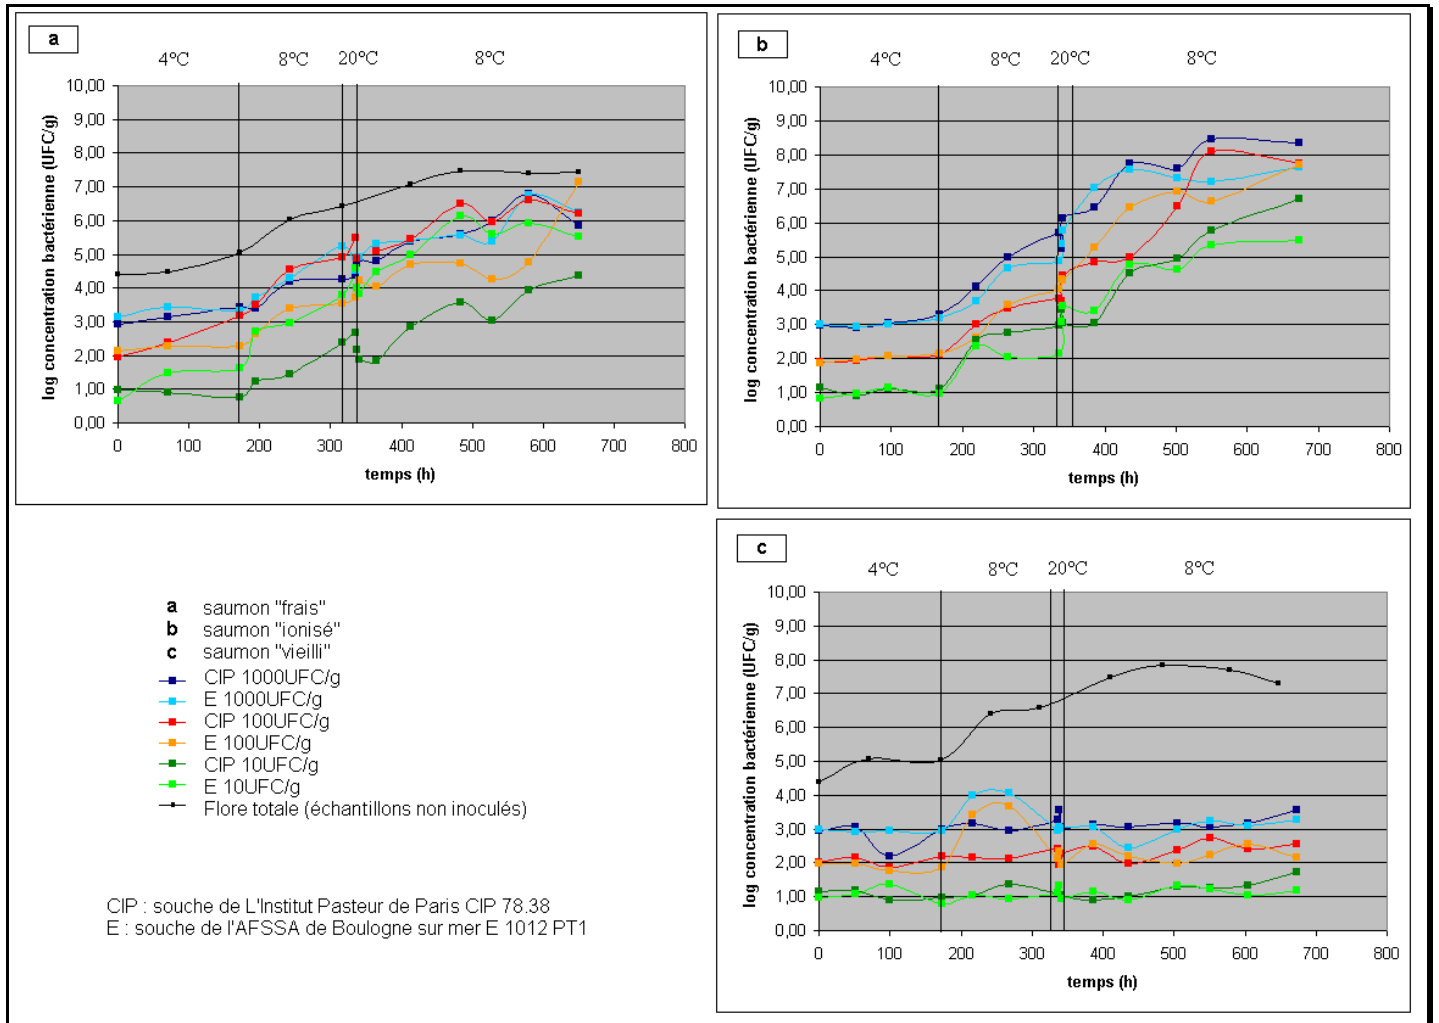 a
4°C 8°C 20°C 8°C
10,00
9,00
8,00
7,00
6,00
5,00
4,00
3,00
2,00
1,00
0,00
log concentration bactérienne (UFC/g)
0 100 200 300 400 500 600 700 800
temps (h)
b
4°C 8°C 20°C 8°C
10,00
9,00
8,00
7,00
6,00
5,00
4,00
3,00
2,00
1,00
0,00
log concentration bactérienne (UFC/g)
0 100 200 300 400 500 600 700 800
temps (h)
a saumon "frais"
b saumon "ionisé"
c saumon "vieilli"
CIP 1000UFC/g
E 1000UFC/g
CIP 100UFC/g
E 100UFC/g
CIP 10UFC/g
E 10UFC/g
Flore totale (échantillons non inoculés)
CIP : souche de L'Institut Pasteur de Paris CIP 78.38
E : souche de l'AFSSA de Boulogne sur mer E 1012 PT1
c
4°C 8°C 20°C 8°C
10,00
9,00
8,00
7,00
6,00
5,00
4,00
3,00
2,00
1,00
0,00
log concentration bactérienne (UFC/g)
0 100 200 300 400 500 600 700 800
temps (h)